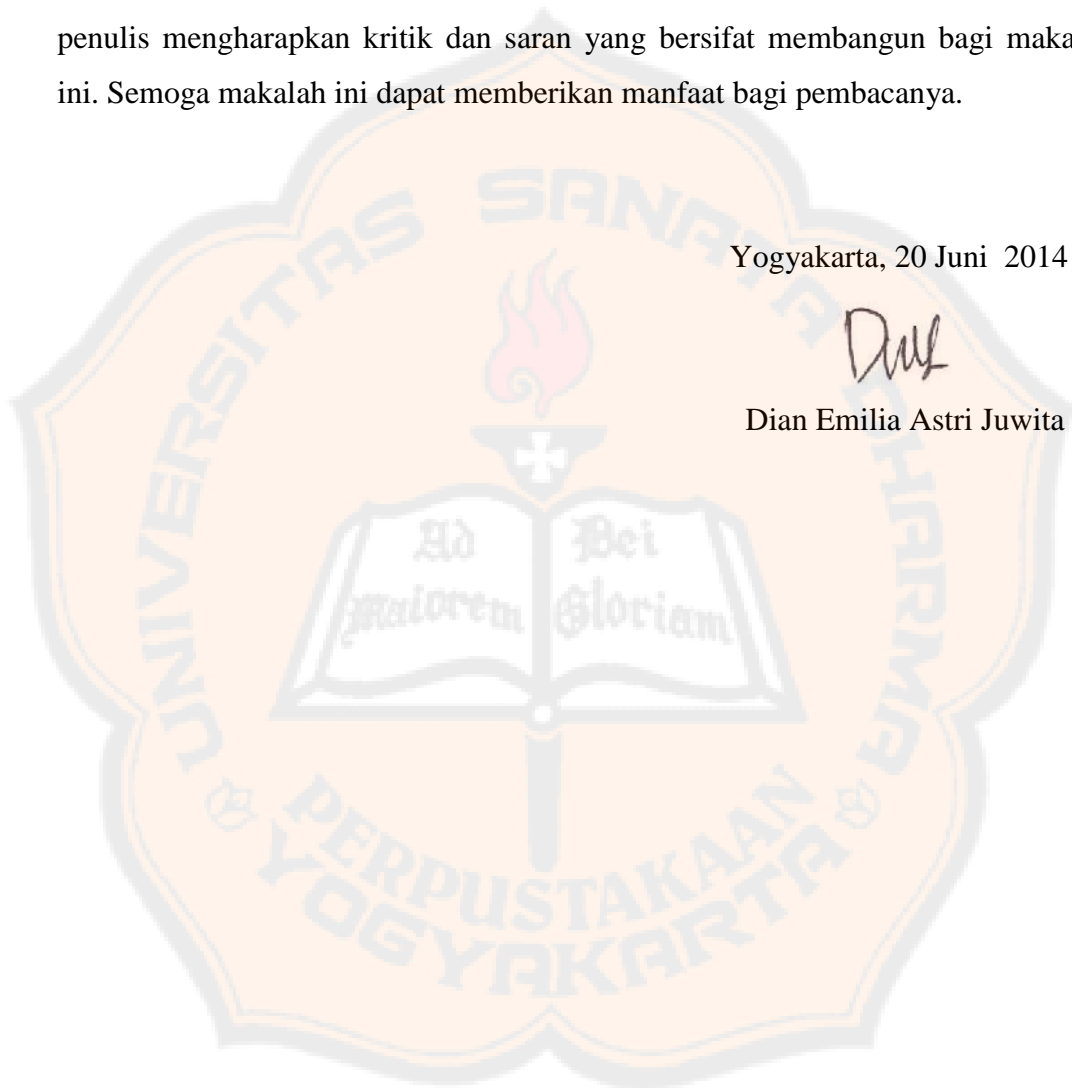 penulis mengharapkan kritik dan saran yang bersifat membangun bagi maka
ini. Semoga makalah ini dapat memberikan manfaat bagi pembacanya.
UNIVERSITAS SANATA DHARMA
Yogyakarta, 20 Juni 2014
Dian Emilia Astri Juwita
Ad Dei
Maiorem Gloriam
PERPUSTAKAAN
YOGYAKARTA